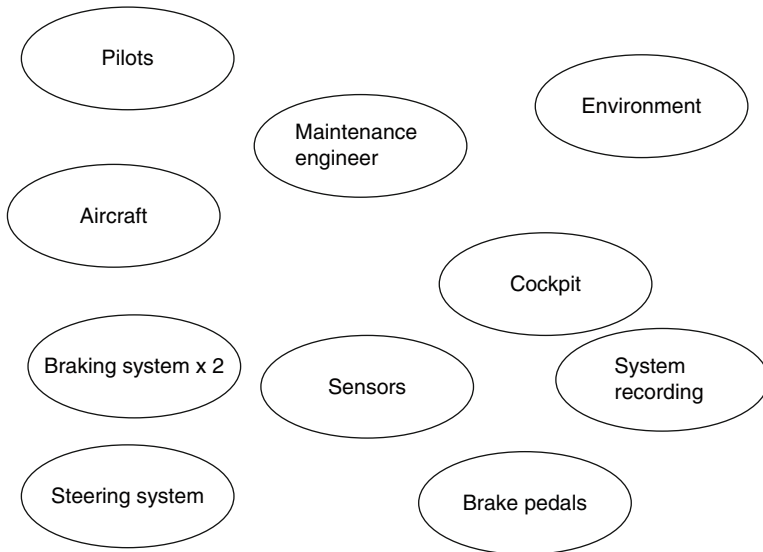 Pilots
Environment
Maintenance
engineer
Aircraft
Cockpit
Braking system x 2
Sensors
System
recording
Steering system
Brake pedals